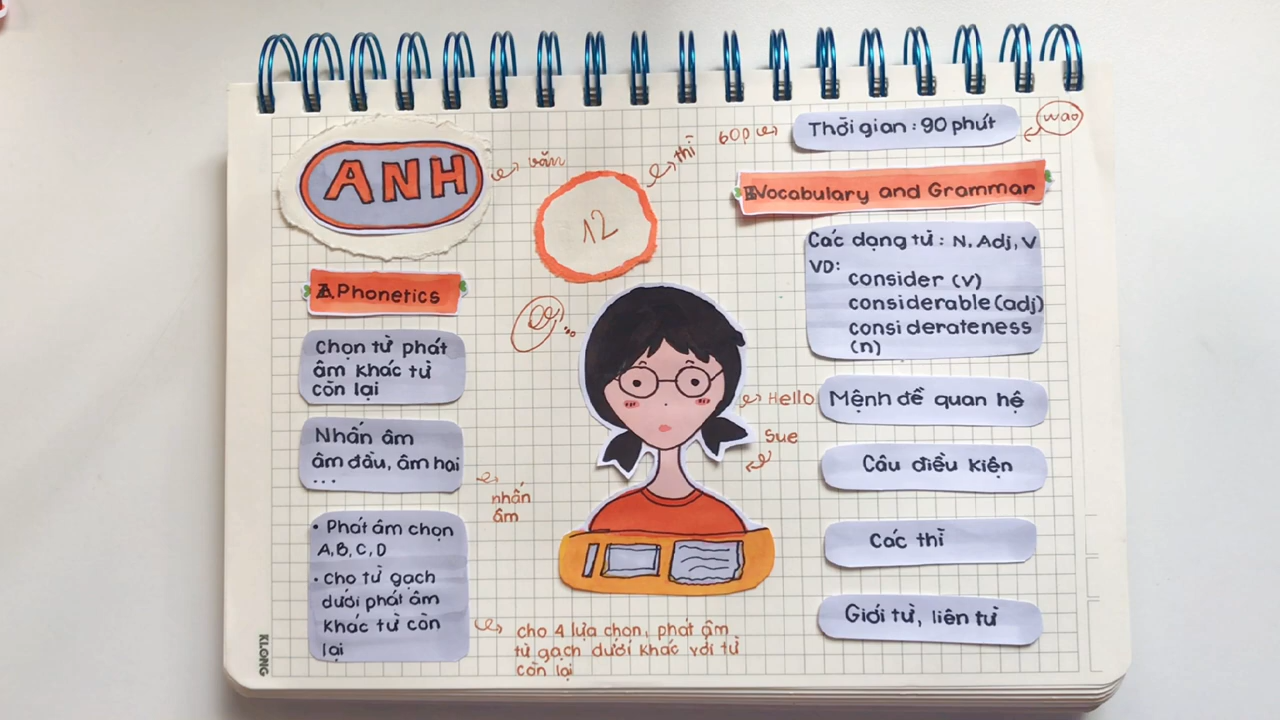 ANH
văn
I.A.Phonetics
Chọn từ phát
âm khác từ
còn lại
Nhấn âm
âm đầu, âm hai
...
nhấn
âm
• Phát âm chọn
A, B, C, D
• Cho từ gạch
dưới phát âm
khác từ còn
lại
cho 4 lựa chọn, phát âm
từ gạch dưới khác với từ
còn lại
KLONG
12
thi
Hello
Sue
60p
Thời gian : 90 phút
wao
Vocabulary and Grammar
Các dạng từ : N, Adj, V
VD:
consider (v)
considerable (adj)
considerateness
(n)
Mệnh đề quan hệ
Câu điều kiện
Các thì
Giới từ, liên từ